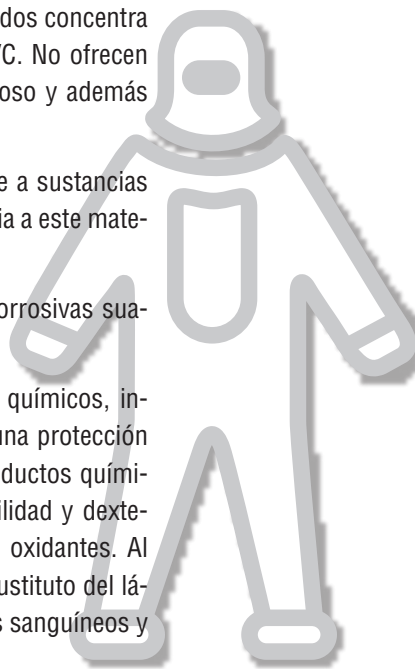 dos concentra
C. No ofrecen
oso y además
e a sustancias
ia a este mate-
orrosivas sua-
químicos, in-
una protección
ductos quími-
ilidad y dexte-
oxidantes. Al
ustituto del lá-
s sanguíneos y